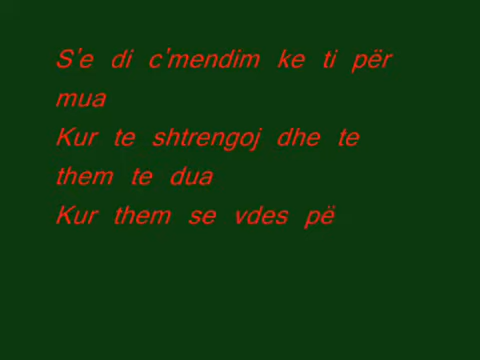 S'e di c'mendim ke ti për
mua
Kur te shtrengoj dhe te
them te dua
Kur them se vdes pë